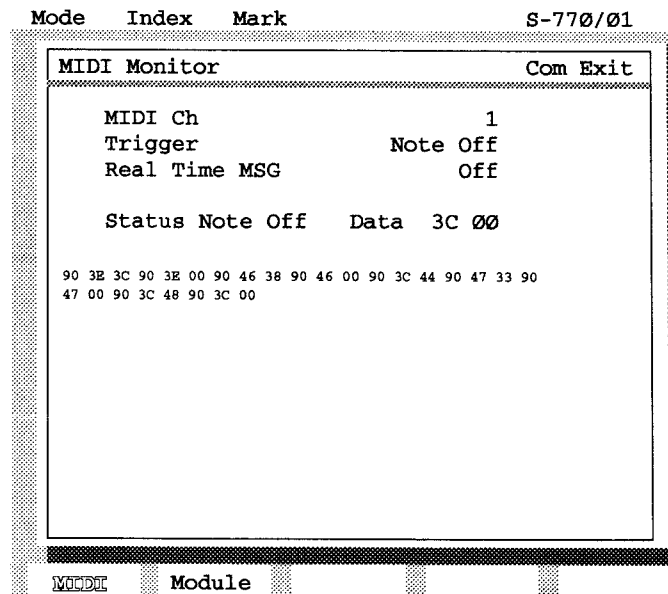 Mode Index Mark S-770/01
MIDI Monitor Com Exit
MIDI Ch 1
Trigger Note Off
Real Time MSG Off
Status Note Off Data 3C 00
90 3E 3C 90 3E 00 90 46 38 90 46 00 90 3C 44 90 47 33 90
47 00 90 3C 48 90 3C 00
MIDI Module